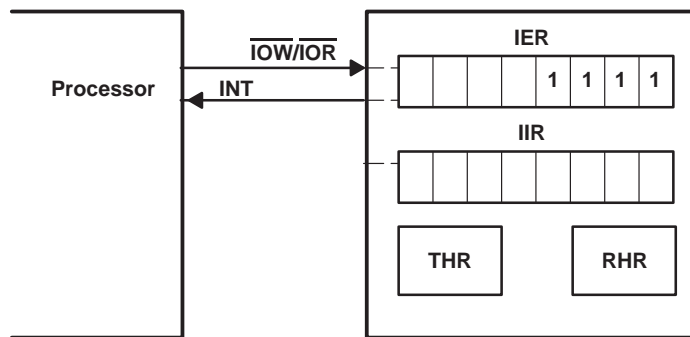 IOW/IOR
IER
1 1 1 1
Processor
INT
IIR
THR
RHR